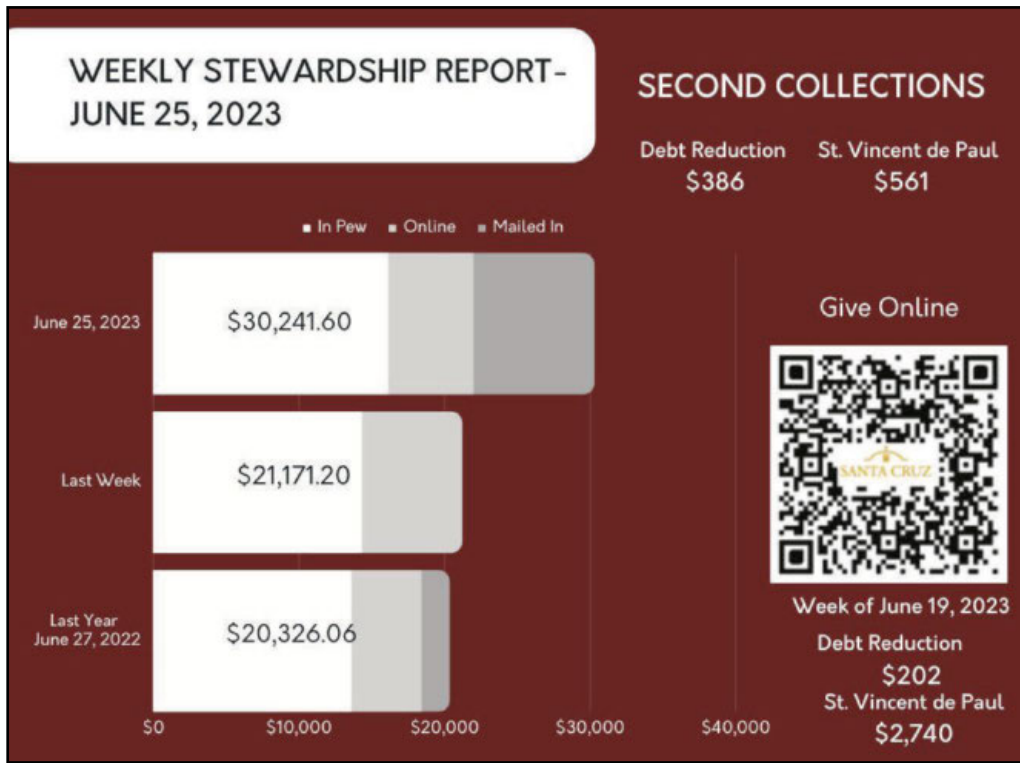 WEEKLY STEWARDSHIP REPORT-
JUNE 25, 2023
SECOND COLLECTIONS
Debt Reduction St. Vincent de Paul
$386 $561
In Pew Online Mailed In
June 25, 2023 $30,241.60
Last Week $21,171.20
Last Year
June 27, 2022 $20,326.06
$0 $10,000 $20,000 $30,000 $40,000
Give Online
SANTA CRUZ
Week of June 19, 2023
Debt Reduction
$202
St. Vincent de Paul
$2,740